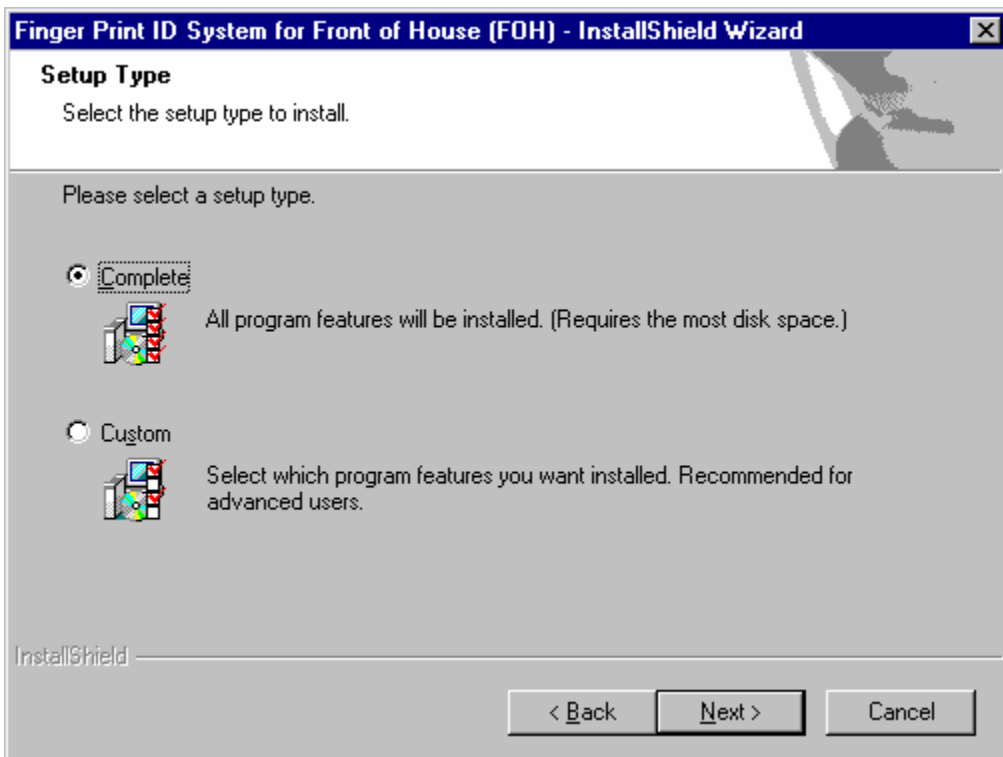 Finger Print ID System for Front of House (FOH) - InstallShield Wizard
Setup Type
Select the setup type to install.
Please select a setup type.
Complete
All program features will be installed. (Requires the most disk space.)
Custom
Select which program features you want installed. Recommended for
advanced users.
InstallShield
< Back
Next >
Cancel